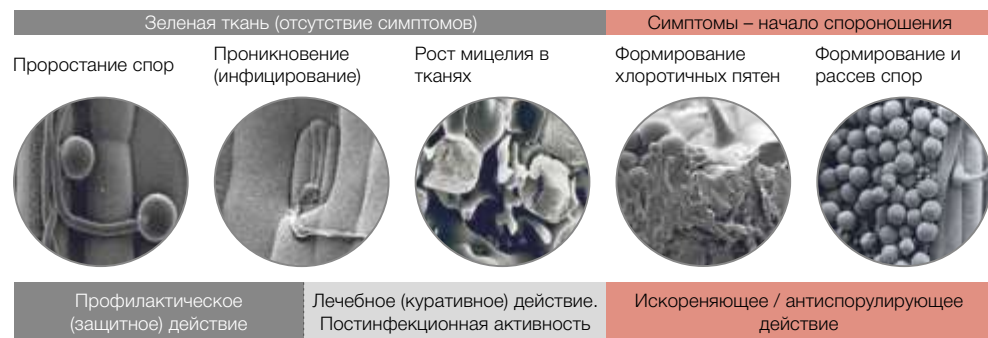 Зеленая ткань (отсутствие симптомов)
Симптомы – начало спороношения
Проростание спор
Проникновение
(инфицирование)
Рост мицелия в
тканях
Формирование
хлоротичных пятен
Формирование и
рассев спор
Профилактическое
(защитное) действие
Лечебное (куративное) действие.
Постинфекционная активность
Искореняющее / антиспорулирующее
действие